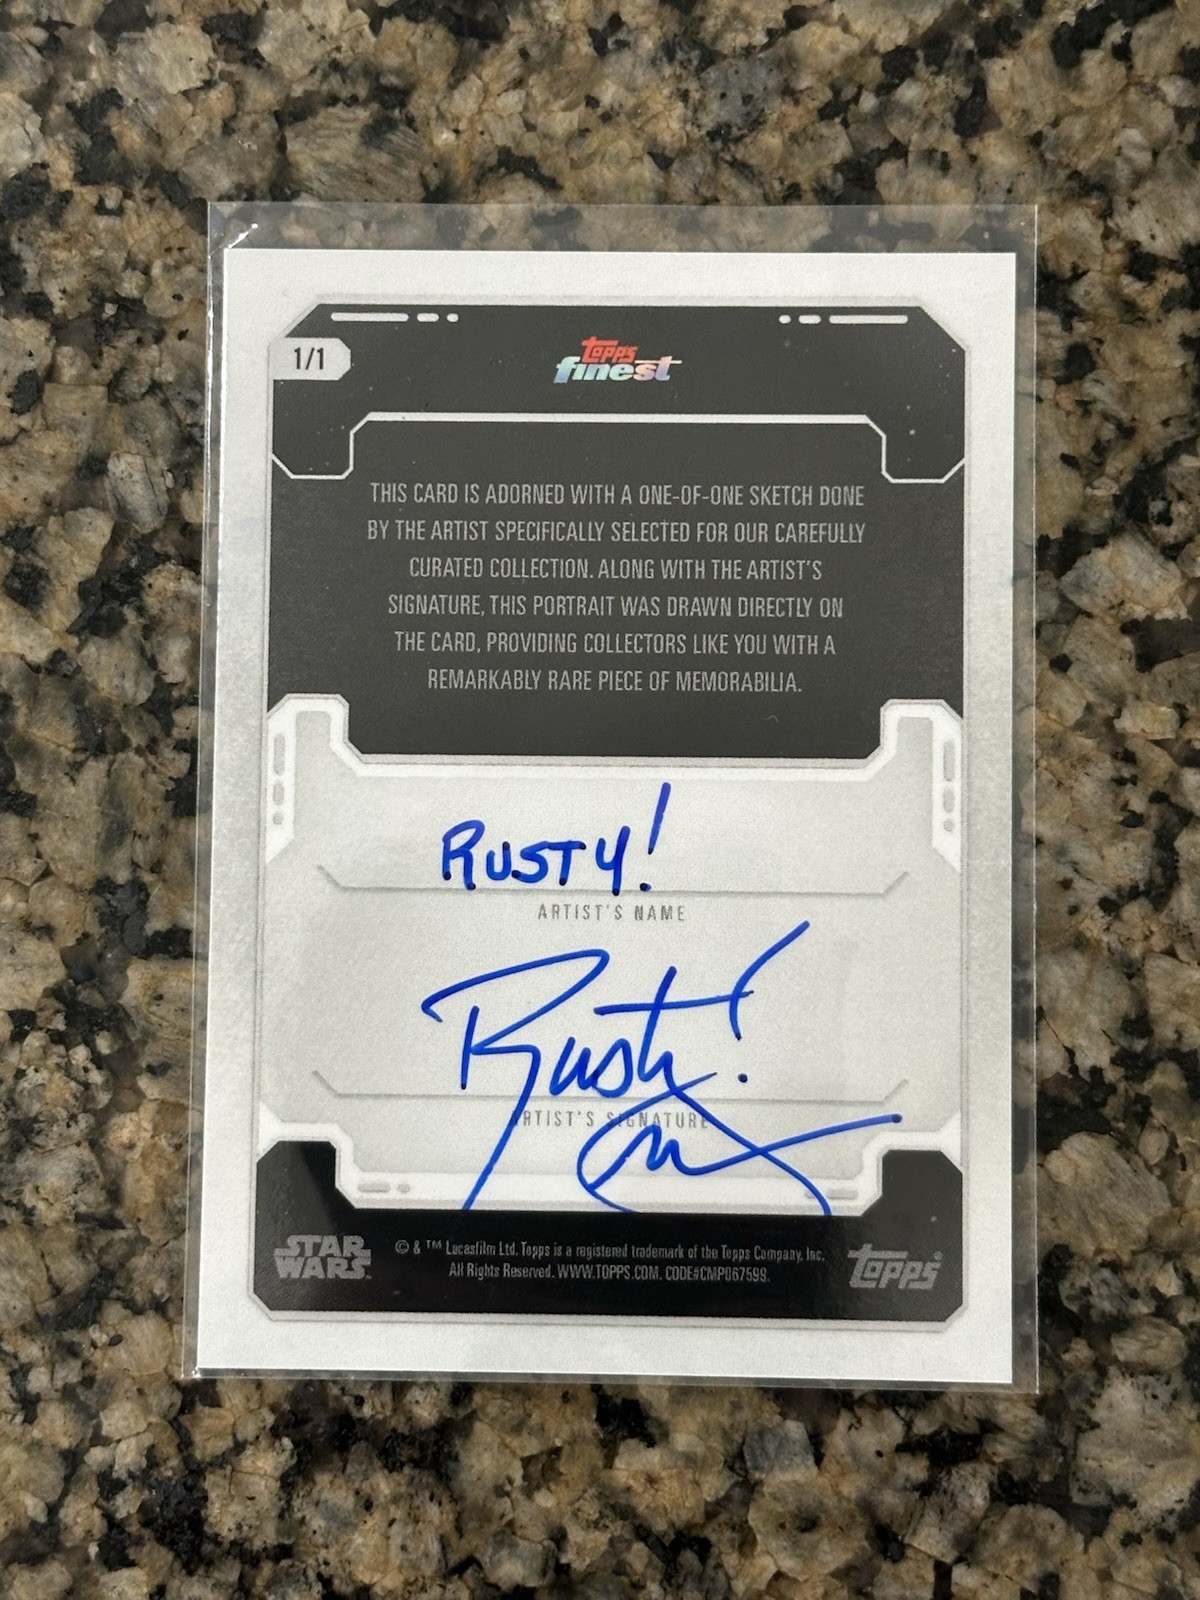 1/1
Topps
finest
THIS CARD IS ADORNED WITH A ONE-OF-ONE SKETCH DONE
BY THE ARTIST SPECIFICALLY SELECTED FOR OUR CAREFULLY
CURATED COLLECTION. ALONG WITH THE ARTIST'S
SIGNATURE, THIS PORTRAIT WAS DRAWN DIRECTLY ON
THE CARD, PROVIDING COLLECTORS LIKE YOU WITH A
REMARKABLY RARE PIECE OF MEMORABILIA.
RUSTY!
ARTIST'S NAME
Rusty!
ARTIST'S SIGNATURE
STAR
WARS
© & ™ Lucasfilm Ltd. Topps is a registered trademark of the Topps Company, Inc.
All Rights Reserved. WWW.TOPPS.COM. CODE#CMP067599.
Topps®